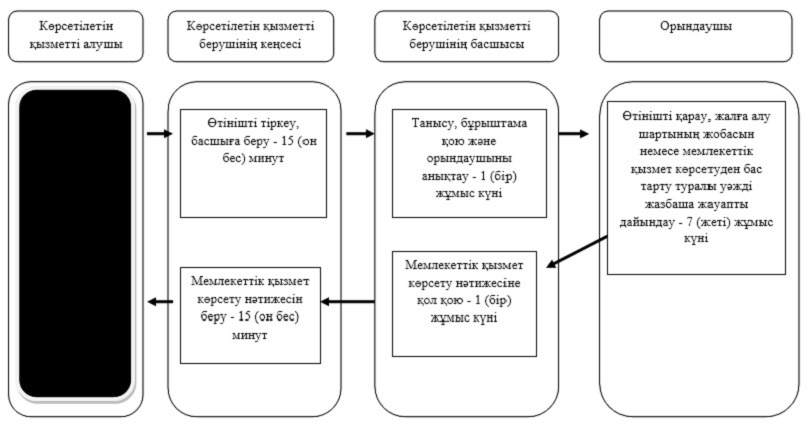 Көрсетілетін
қызметті алушы
Көрсетілетін қызметті
берушінің кеңсесі
Көрсетілетін қызметті
берушінің басшысы
Орындаушы
Өтінішті тіркеу,
басшыға беру - 15 (он
бес) минут
Танысу, бұрыштама
қою және
орындаушыны
анықтау - 1 (бір)
жұмыс күні
Өтінішті қарау, жалға алу
шартының жобасын
немесе мемлекеттік
қызмет көрсетуден бас
тарту туралы уәжді
жазбаша жауапты
дайындау - 7 (жеті) жұмыс
күні
Мемлекеттік қызмет
көрсету нәтижесіне
қол қою - 1 (бір)
жұмыс күні
Мемлекеттік қызмет
көрсету нәтижесін
беру - 15 (он бес)
минут